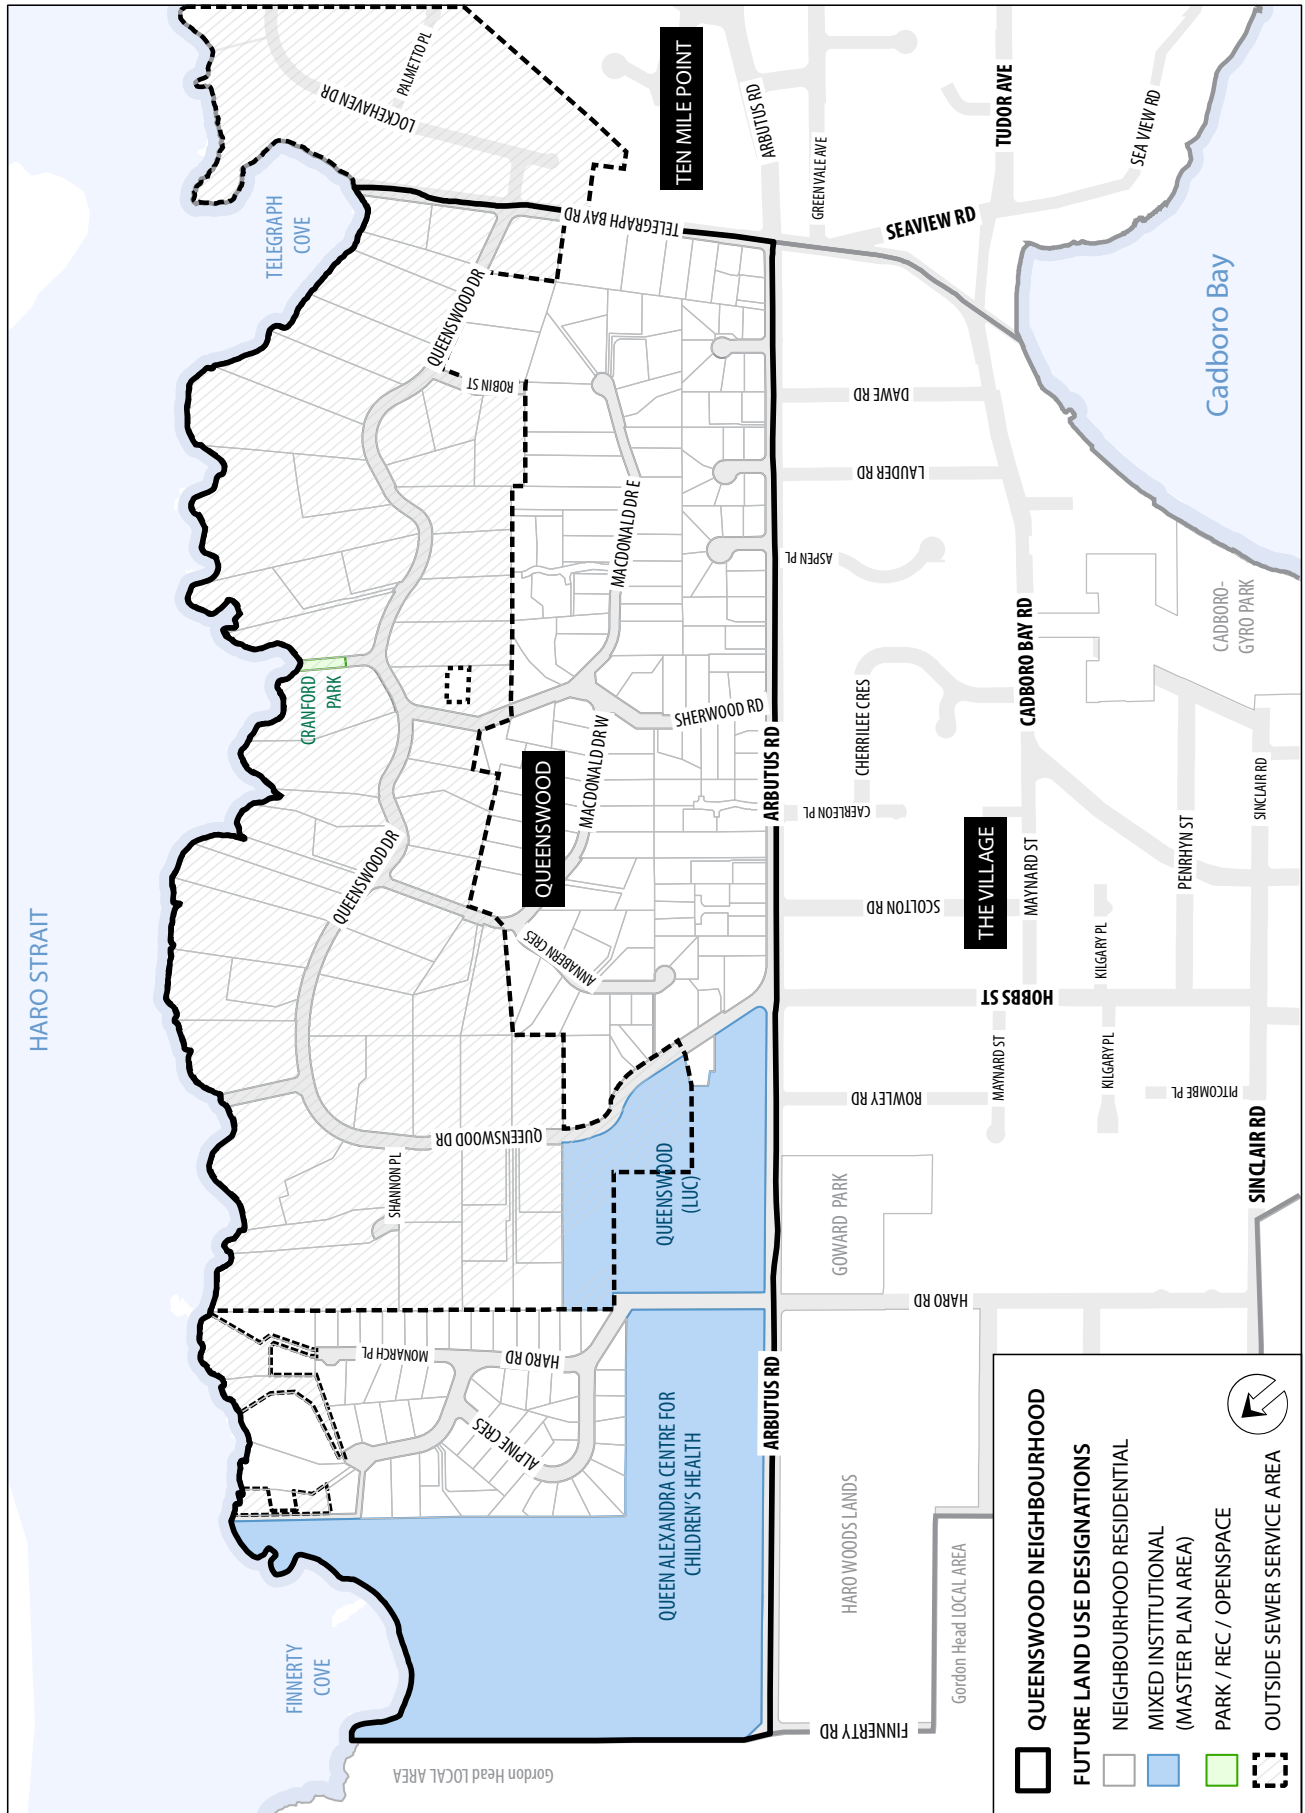 HARO STRAIT
TELEGRAPH
COVE
LOCKEHAVEN DR
PALMETTO PL
TEN MILE POINT
ARBUTUS RD
GREENVALE AVE
TUDOR AVE
SEA VIEW RD
SEAVIEW RD
TELEGRAPH BAY RD
QUEENSWOOD DR
ROBIN ST
Cadboro Bay
DAWE RD
LAUDER RD
ASPEN PL
MACDONALD DR E
CRANFORD
PARK
CADBORO BAY RD
CADBORO-
GYRO PARK
SHERWOOD RD
MACDONALD DR W
QUEENSWOOD
ARBUTUS RD
CHERRILEE CRES
CAERLEON PL
THE VILLAGE
SCOLTON RD
MAYNARD ST
PENRHYN ST
SINCLAIR RD
QUEENSWOOD DR
ANNABERN CRES
HOBBS ST
KILGARY PL
MAYNARD ST
KILGARY PL
PITCOMBE PL
ROWLEY RD
SINCLAIR RD
QUEENSWOOD DR
SHANNON PL
QUEENSWOOD
(LUC)
GOWARD PARK
HARO RD
MONARCH PL
HARO RD
ALPINE CRES
ARBUTUS RD
QUEEN ALEXANDRA CENTRE FOR
CHILDREN'S HEALTH
HARO WOODS LANDS
Gordon Head LOCAL AREA
FINNERTY
COVE
FINNERTY RD
Gordon Head LOCAL AREA
QUEENSWOOD NEIGHBOURHOOD
FUTURE LAND USE DESIGNATIONS
NEIGHBOURHOOD RESIDENTIAL
MIXED INSTITUTIONAL
(MASTER PLAN AREA)
PARK / REC / OPENSPACE
OUTSIDE SEWER SERVICE AREA